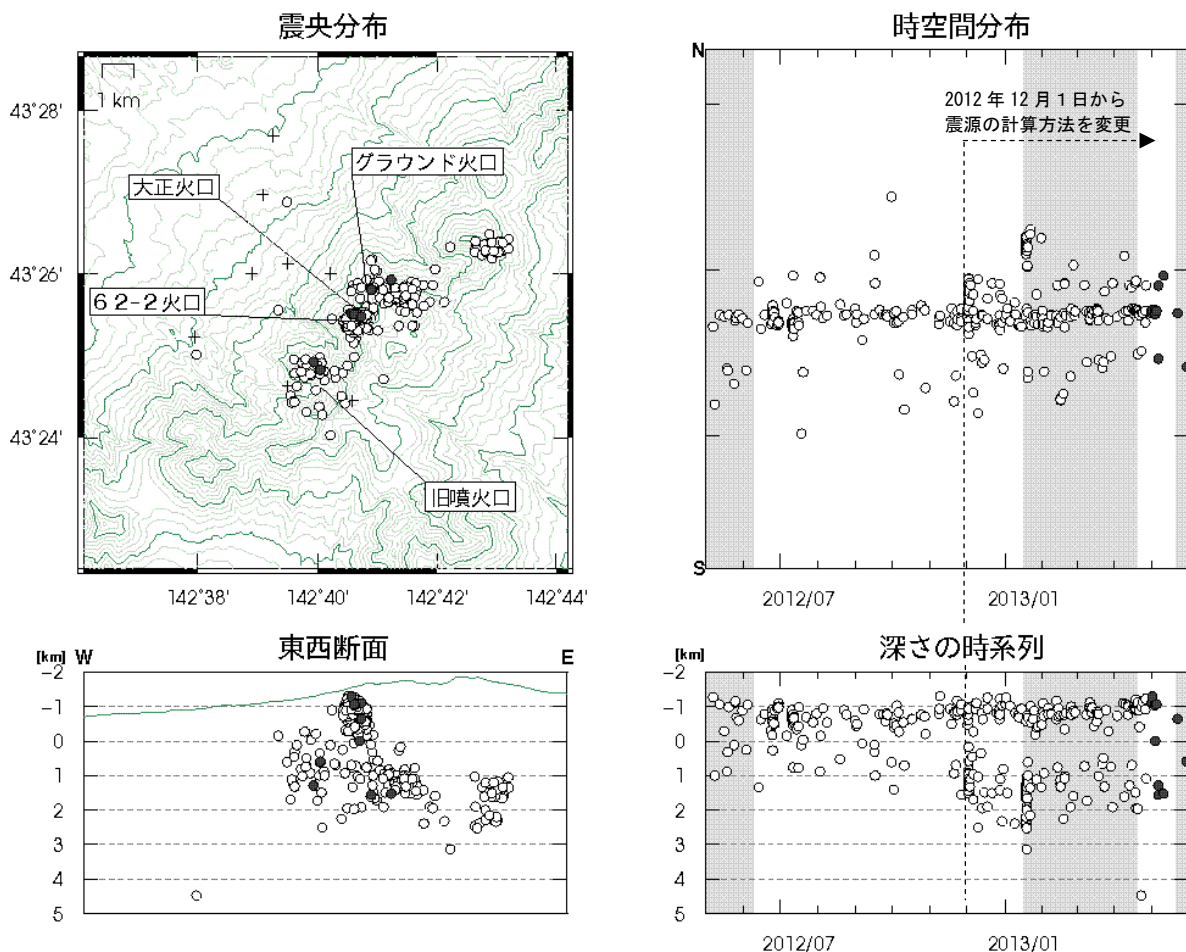 震央分布
1 km
43°28'
43°26'
43°24'
グラウンド火口
大正火口
62-2火口
旧噴火口
142°38'
142°40'
142°42'
142°44'
時空間分布
N
2012年12月1日から
震源の計算方法を変更
S
2012/07
2013/01
東西断面
[km] W
E
-2
-1
0
1
2
3
4
5
深さの時系列
[km]
-2
-1
0
1
2
3
4
5
2012/07
2013/01